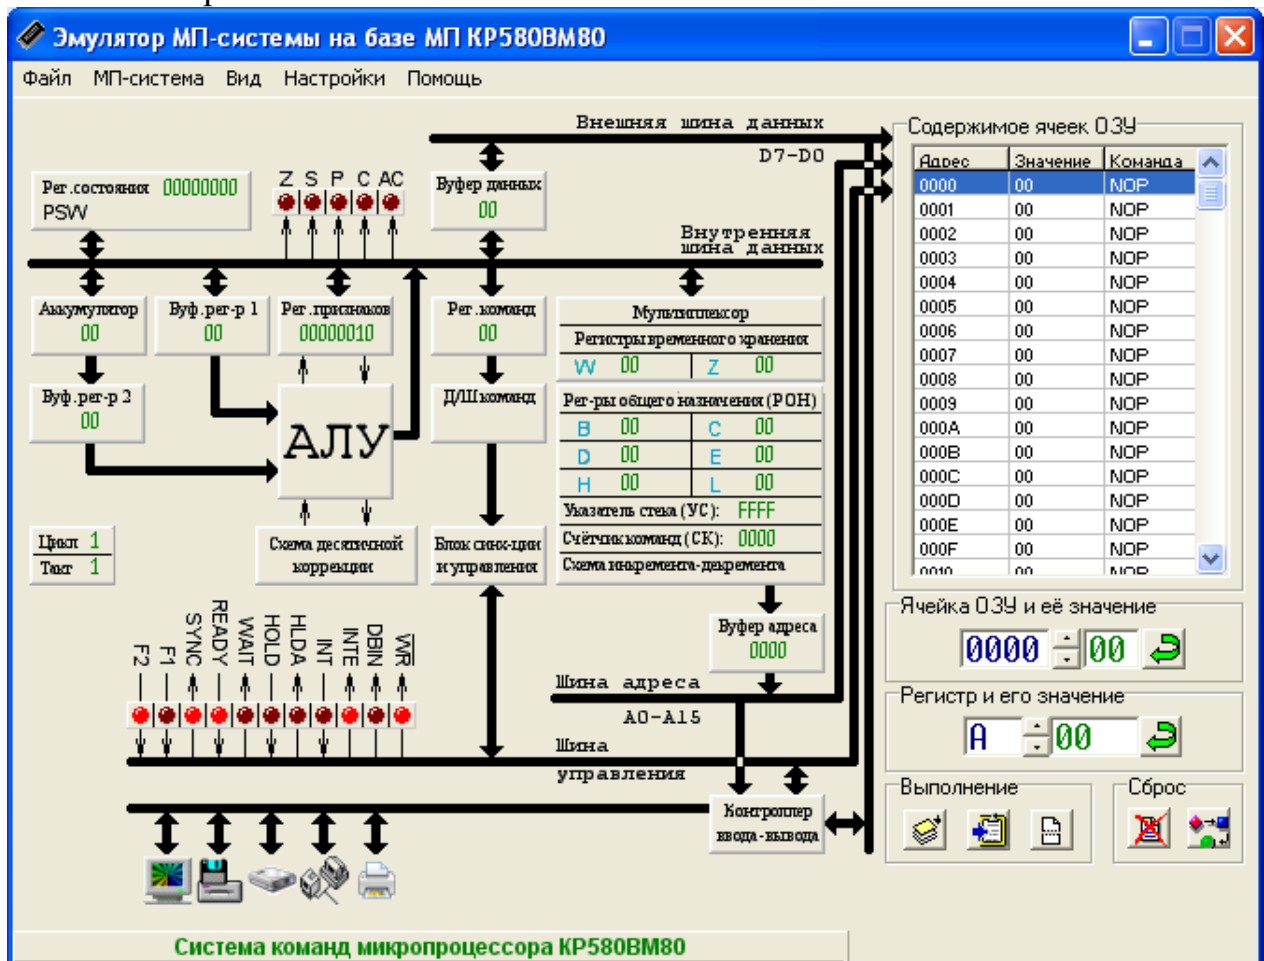 Эмулятор МП-системы на базе МП КР580ВМ80
Файл МП-система Вид Настройки Помощь
Внешняя шина данных
D7-D0
Рег.состояния 00000000
PSW
Z S P C AC
Буфер данных
00
Внутренняя
шина данных
Аккумулятор
00
Буф.рег-р 1
00
Рег.признаков
00000010
Рег.команд
00
Мультиплексор
Регистры временного хранения
W 00 Z 00
Буф.рег-р 2
00
АЛУ
Д/Ш команд
Рег-ры общего назначения (РОН)
B 00 C 00
D 00 E 00
H 00 L 00
Указатель стека (УС): FFFF
Счётчик команд (СК): 0000
Схема инкремента-декремента
Цикл 1
Такт 1
Схема десятичной
коррекции
Блок синх-ции
и управления
Буфер адреса
0000
F2 F1 SYNC READY WAIT HOLD HLDA INT INTE DBIN WR
Шина адреса
A0-A15
Шина
управления
Контроллер
ввода-вывода
Содержимое ячеек ОЗУ
Адрес Значение Команда
0000 00 NOP
0001 00 NOP
0002 00 NOP
0003 00 NOP
0004 00 NOP
0005 00 NOP
0006 00 NOP
0007 00 NOP
0008 00 NOP
0009 00 NOP
000A 00 NOP
000B 00 NOP
000C 00 NOP
000D 00 NOP
000E 00 NOP
000F 00 NOP
0010 00 NOP
Ячейка ОЗУ и её значение
0000 00
Регистр и его значение
A 00
Выполнение
Сброс
Система команд микропроцессора КР580ВМ80